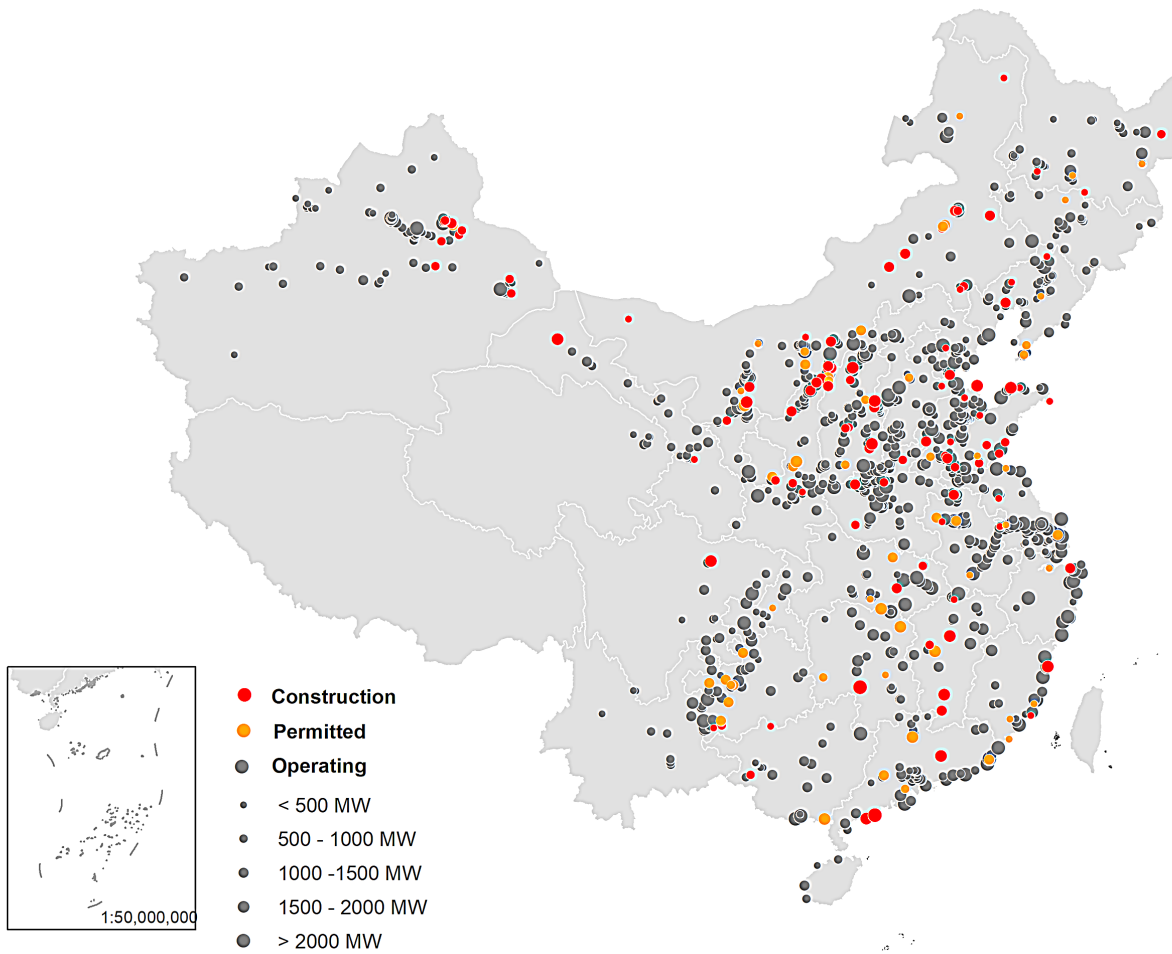 Construction
Permitted
Operating
< 500 MW
500 - 1000 MW
1000 -1500 MW
1500 - 2000 MW
> 2000 MW
1:50,000,000